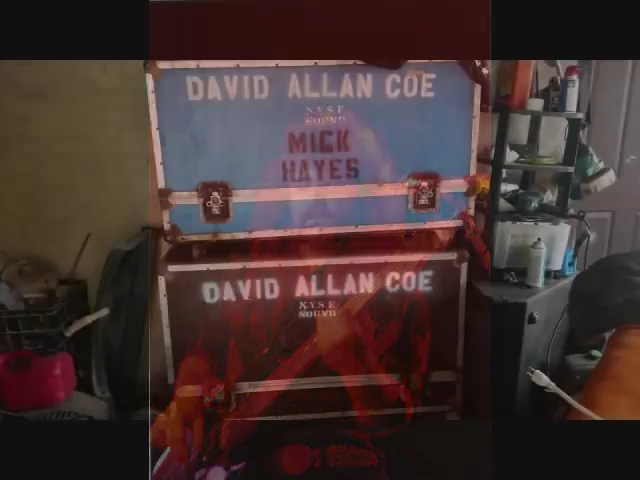 DAVID ALLAN COE
N.Y.S.E
SOUND
MICK
HAYES
DAVID ALLAN COE
N.Y.S.E
SOUND